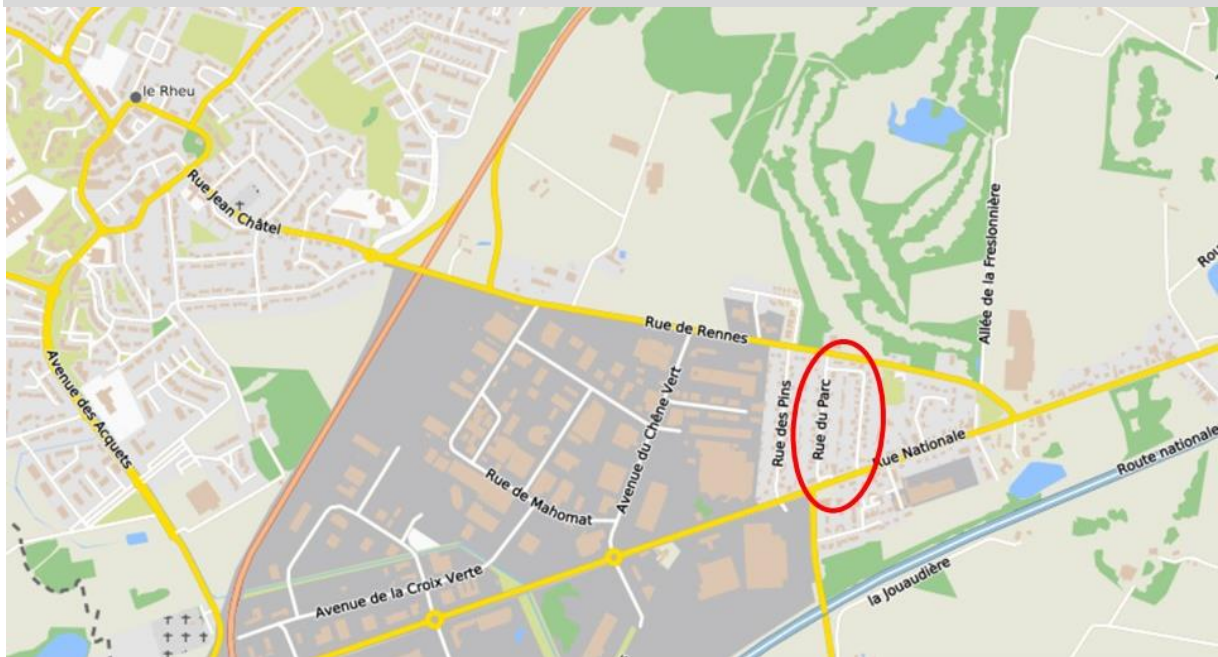 le Rheu
Rue Jean Châtel
Rue de Rennes
Allée de la Freslonnière
Avenue des Acquets
Avenue du Chêne Vert
Rue des Pins
Rue du Parc
Rue Nationale
Route nationale
Rue de Mahomat
Avenue de la Croix Verte
la Jouaudière
Rou